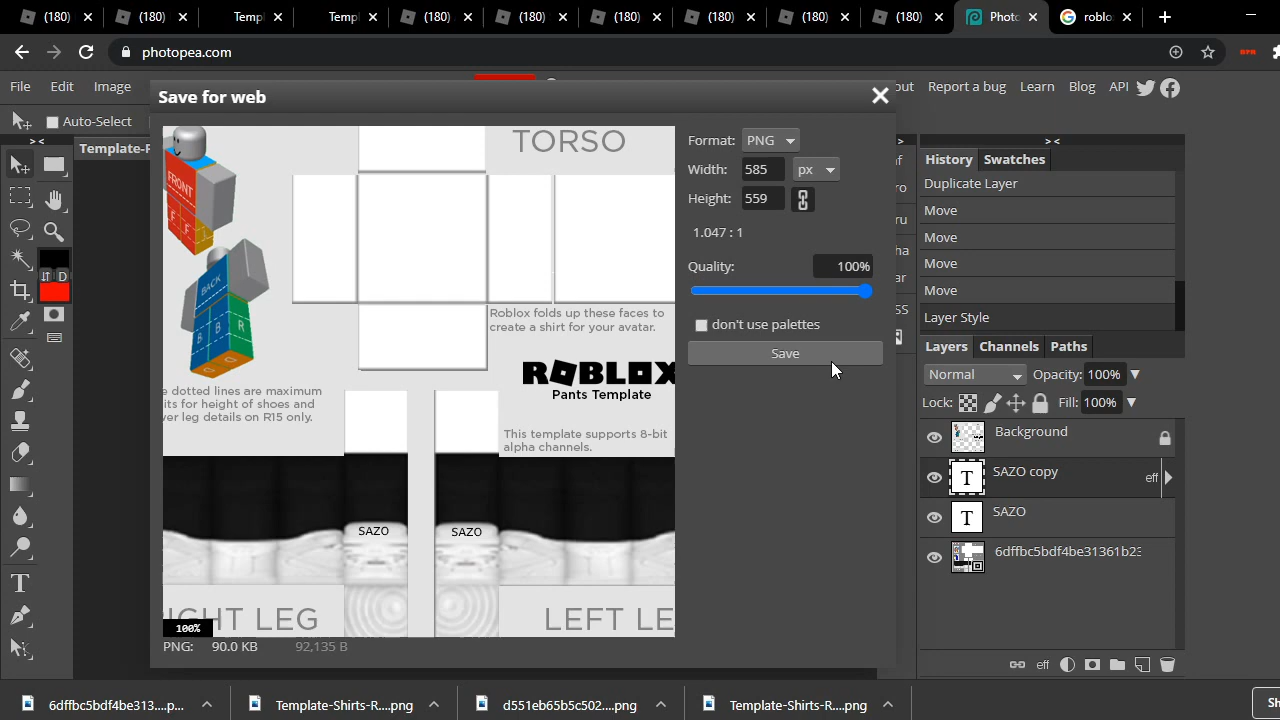 (180)
(180)
Templ
Templ
(180)
(180)
(180)
(180)
(180)
(180)
Photo
roblo
photopea.com
File Edit Image
out Report a bug Learn Blog API
Auto-Select
Template-R
Save for web
TORSO
FRONT
BACK
B B R
Roblox folds up these faces to
create a shirt for your avatar.
ROBLOX
Pants Template
e dotted lines are maximum
its for height of shoes and
ver leg details on R15 only.
This template supports 8-bit
alpha channels.
SAZO SAZO
IGHT LEG
LEFT LE
100%
PNG: 90.0 KB 92,135 B
Format: PNG
Width: 585 px
Height: 559
1.047 : 1
Quality: 100%
don't use palettes
Save
History Swatches
Duplicate Layer
Move
Move
Move
Move
Layer Style
Layers Channels Paths
Normal Opacity: 100%
Lock: Fill: 100%
Background
SAZO copy eff
SAZO
6dffbc5bdf4be31361b23
eff
6dffbc5bdf4be313....p...
Template-Shirts-R....png
d551eb65b5c502....png
Template-Shirts-R....png
Sh